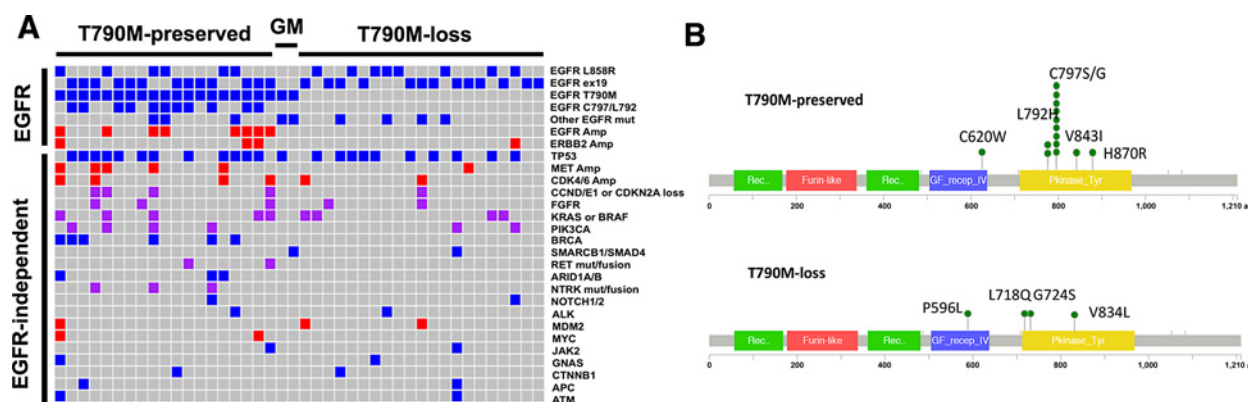 A
T790M-preserved
GM
T790M-loss
EGFR
EGFR L858R
EGFR ex19
EGFR T790M
EGFR C797/L792
Other EGFR mut
EGFR Amp
ERBB2 Amp
EGFR-independent
TP53
MET Amp
CDK4/6 Amp
CCND/E1 or CDKN2A loss
FGFR
KRAS or BRAF
PIK3CA
BRCA
SMARCB1/SMAD4
RET mut/fusion
ARID1A/B
NTRK mut/fusion
NOTCH1/2
ALK
MDM2
MYC
JAK2
GNAS
CTNNB1
APC
ATM
B
T790M-preserved
C797S/G
L792H
C620W
V843I
H870R
Rec.. Furin-like Rec.. GF_recep_IV Pkinase_Tyr
0 200 400 600 800 1,000 1,210 a
T790M-loss
P596L
L718Q G724S
V834L
Rec.. Furin-like Rec.. GF_recep_IV Pkinase_Tyr
0 200 400 600 800 1,000 1,210 a